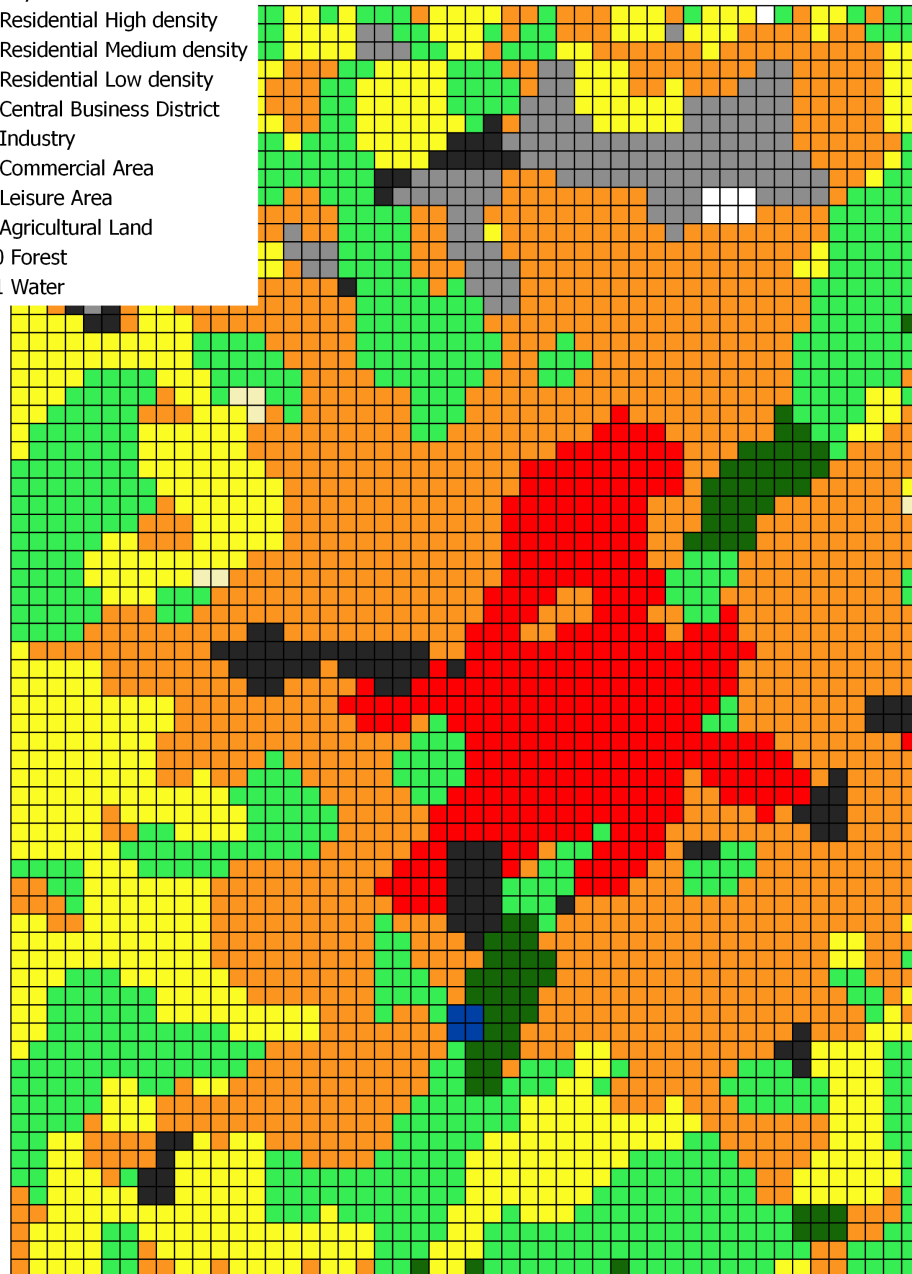 Residential High density
Residential Medium density
Residential Low density
Central Business District
Industry
Commercial Area
Leisure Area
Agricultural Land
0 Forest
1 Water